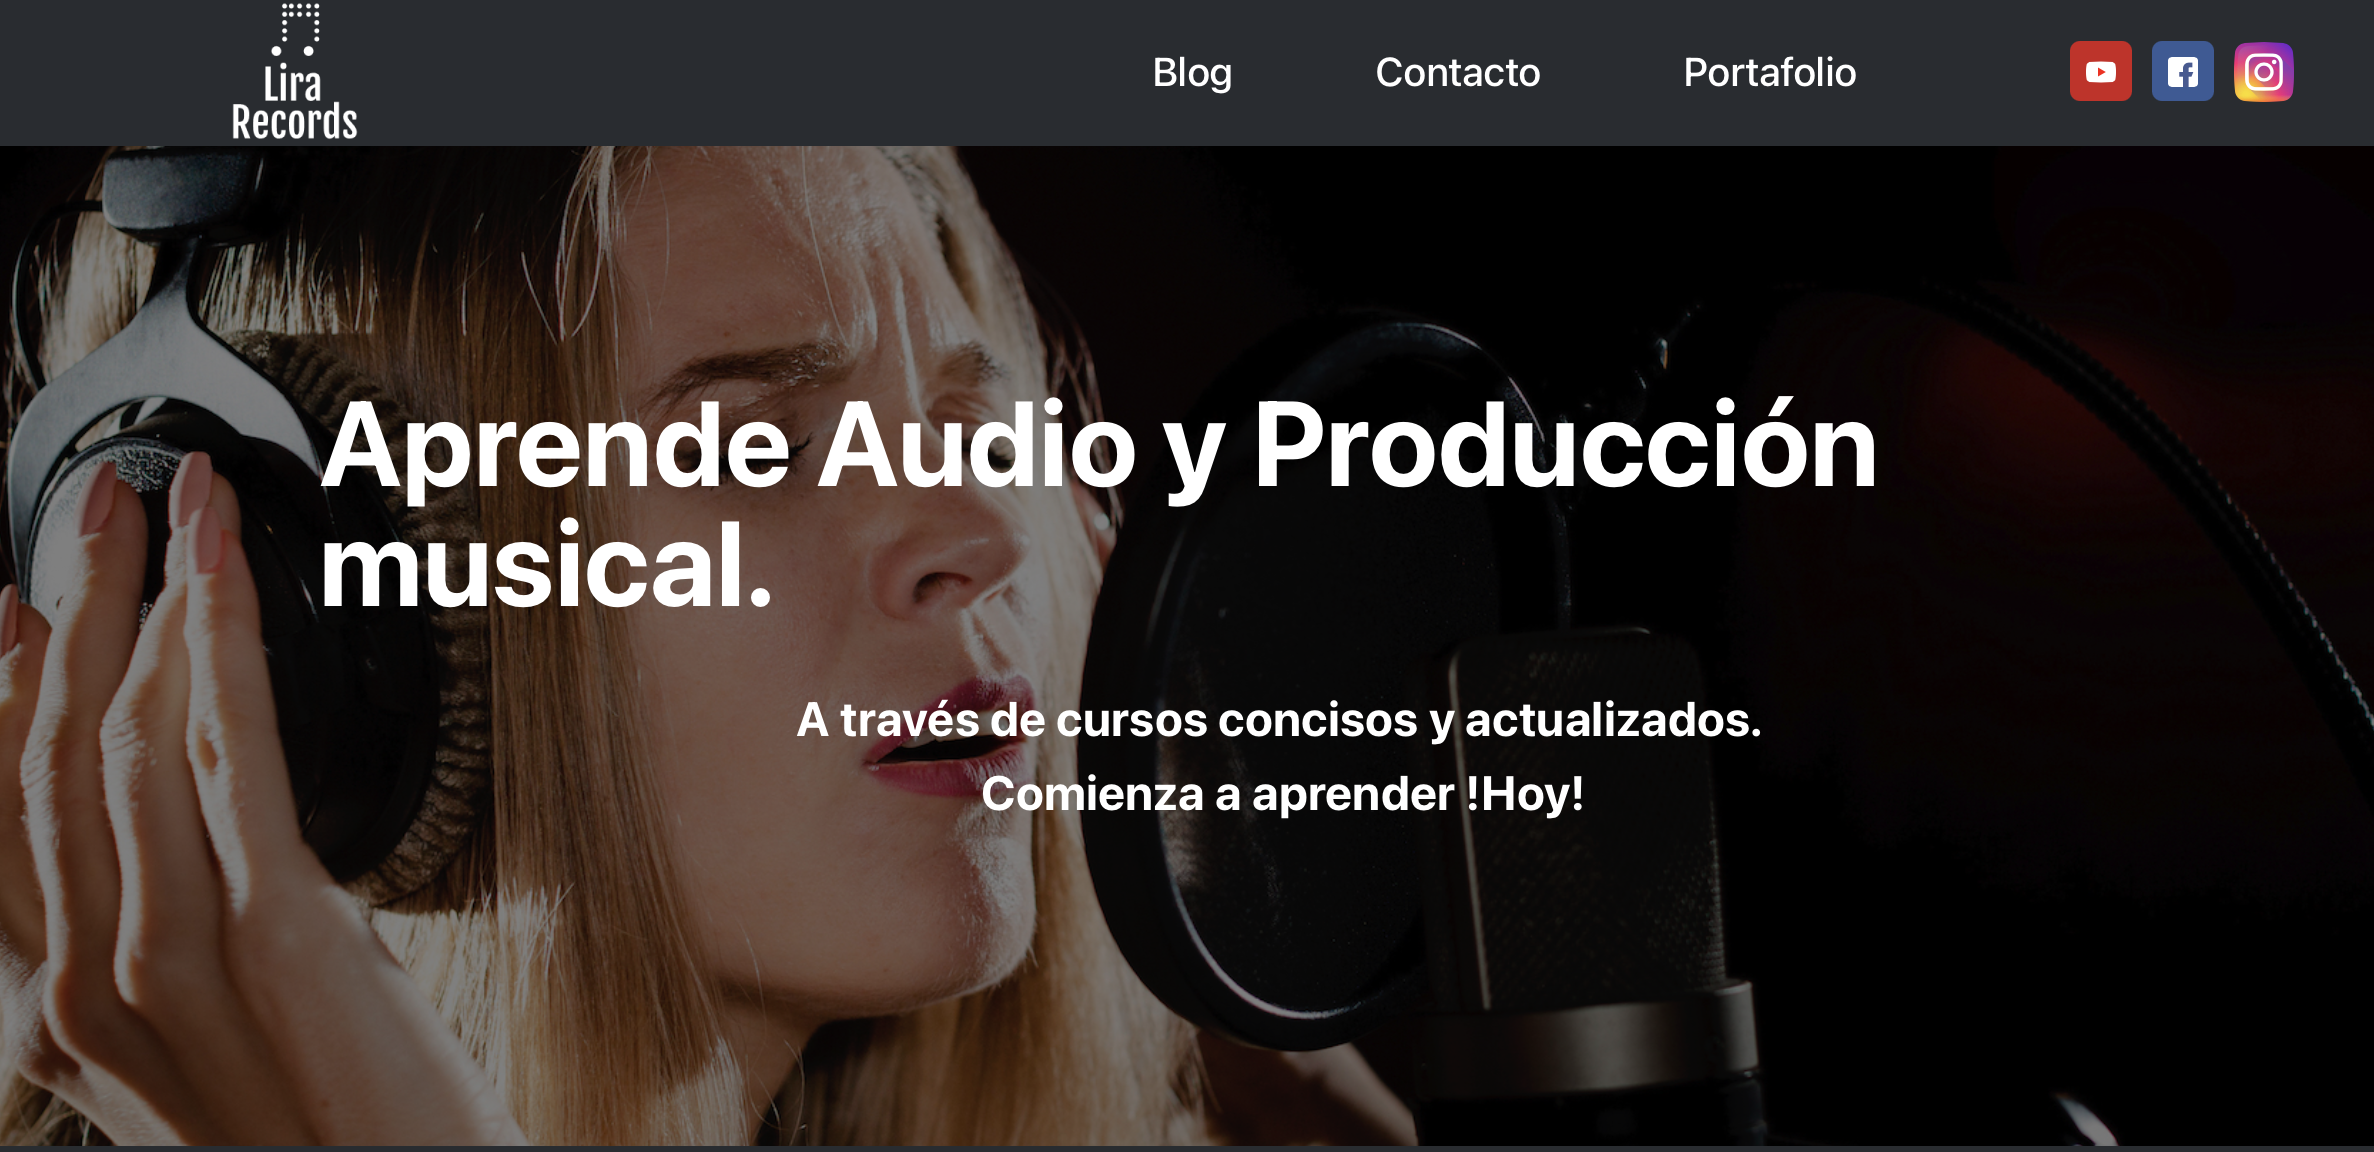 Lira
Records
Blog
Contacto
Portafolio
Aprende Audio y Producción
musical.
A través de cursos concisos y actualizados.
Comienza a aprender !Hoy!